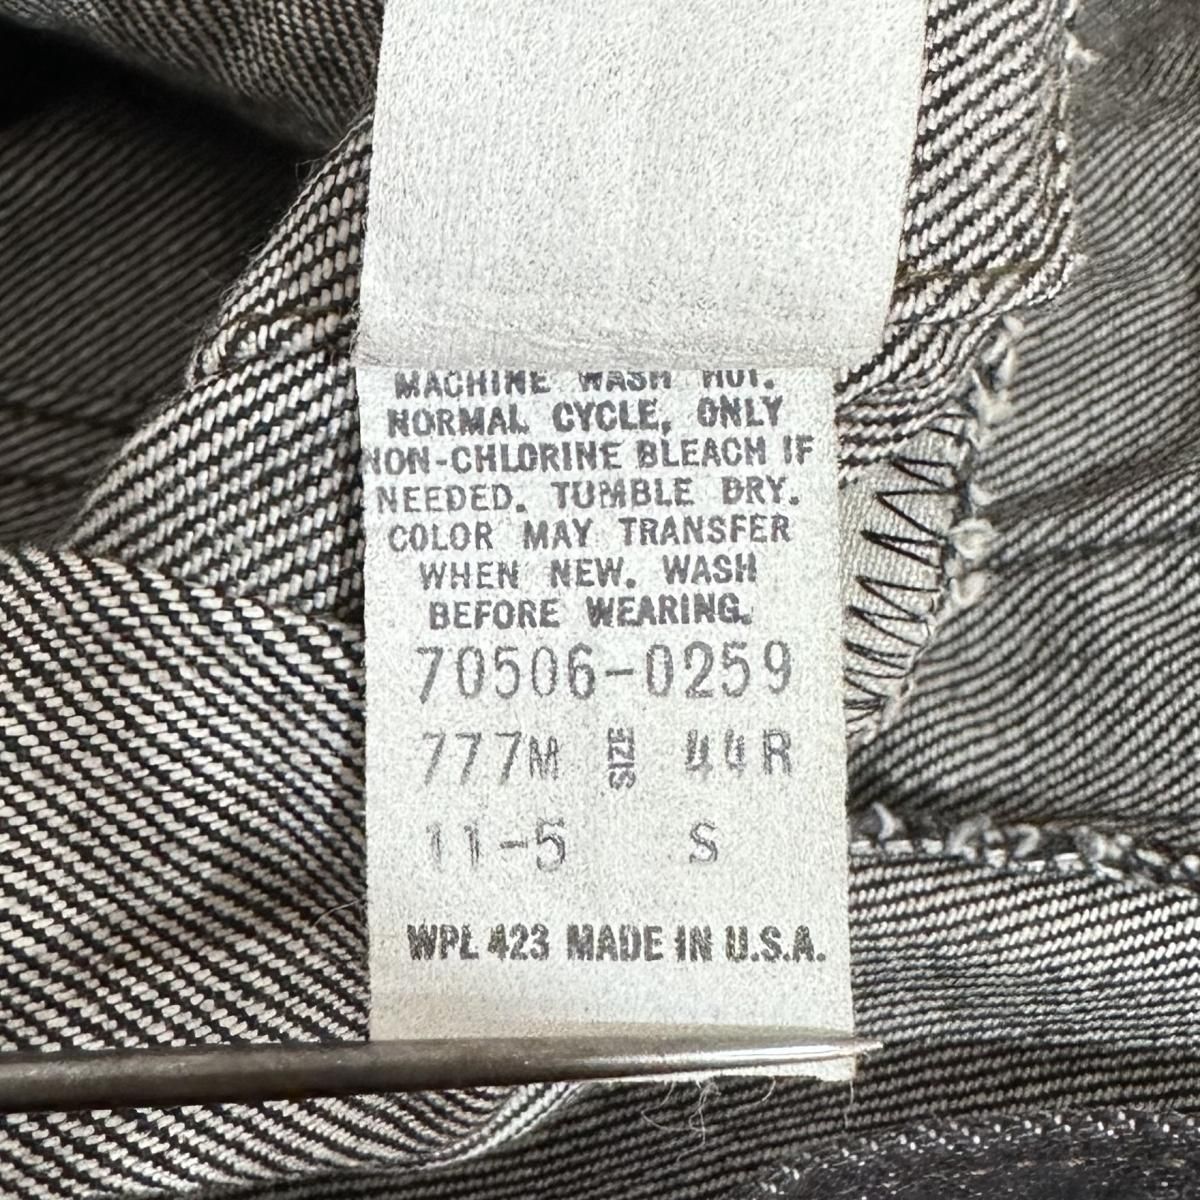 MACHINE WASH HOT.
NORMAL CYCLE, ONLY
NON-CHLORINE BLEACH IF
NEEDED. TUMBLE DRY.
COLOR MAY TRANSFER
WHEN NEW. WASH
BEFORE WEARING.
70506-0259
777M SIZE 44R
11-5 S
WPL 423 MADE IN U.S.A.